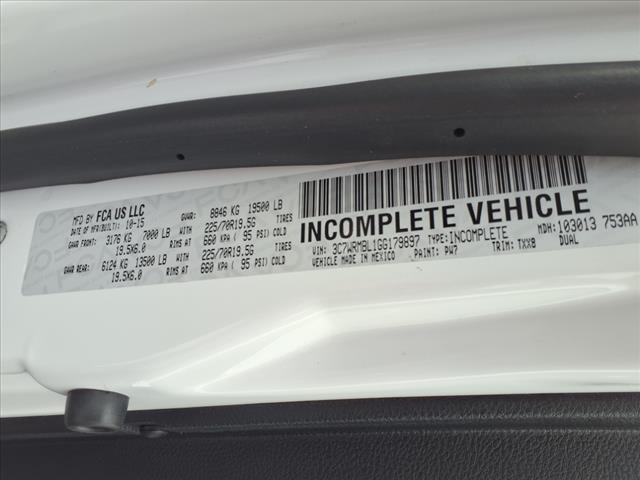 MFD BY FCA US LLC
DATE OF MFR(BUILT): 10-15 GVWR: 8846 KG 19500 LB
GAWR FRONT: 3176 KG 7000 LB WITH 225/70R19.5G TIRES
19.5X6.0 RIMS AT 660 KPA ( 95 PSI) COLD
GAWR REAR: 6124 KG 13500 LB WITH 225/70R19.5G TIRES
19.5X6.0 RIMS AT 660 KPA ( 95 PSI) COLD
INCOMPLETE VEHICLE
VIN: 3C7WRMBL1GG179897 TYPE: INCOMPLETE MDH: 103013 753AA
VEHICLE MADE IN MEXICO PAINT: PW7 TRIM: TXX8 DUAL